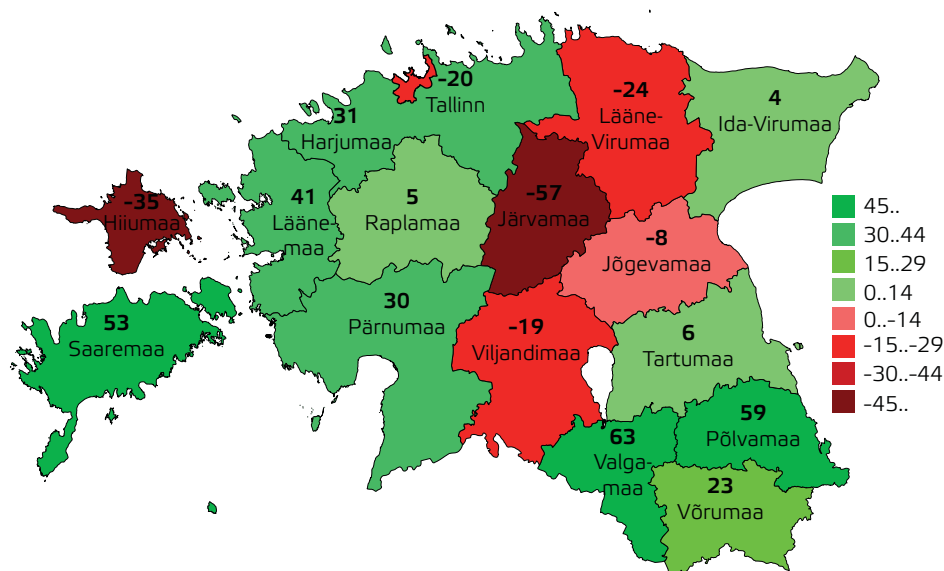 -20
Tallinn
31
Harjumaa
-24
Lääne-
Virumaa
4
Ida-Virumaa
-35
Hiiumaa
41
Lääne-
maa
5
Raplamaa
-57
Järvamaa
-8
Jõgevamaa
53
Saaremaa
30
Pärnumaa
-19
Viljandimaa
6
Tartumaa
63
Valga-
maa
59
Põlvamaa
23
Võrumaa
45..
30..44
15..29
0..14
0..-14
-15..-29
-30..-44
-45..